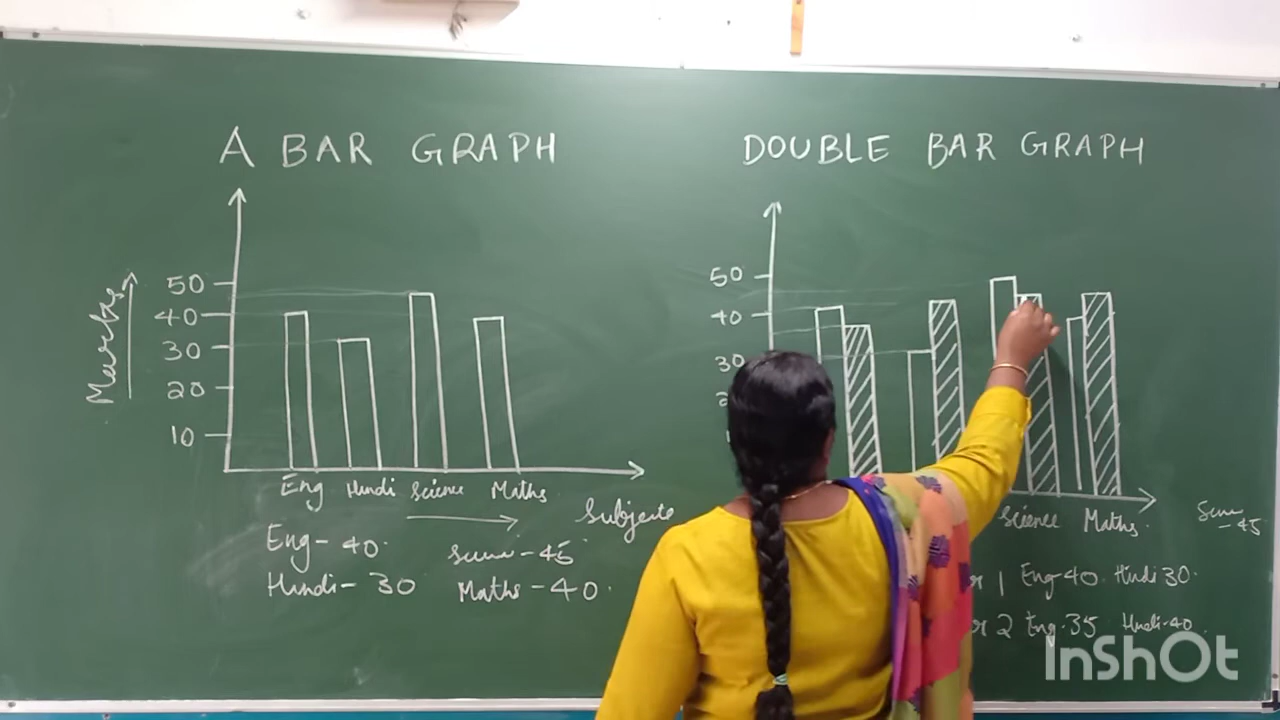 A BAR GRAPH
Marks
50
40
30
20
10
Eng Hindi Science Maths
Subjects
Eng- 40.
Hindi- 30
Maths - 40.
- 45
DOUBLE BAR GRAPH
50
40
30
Science Maths.
-45
1 Eng-40. Hindi 30.
2 Eng.35 Hindi-40
InShOt